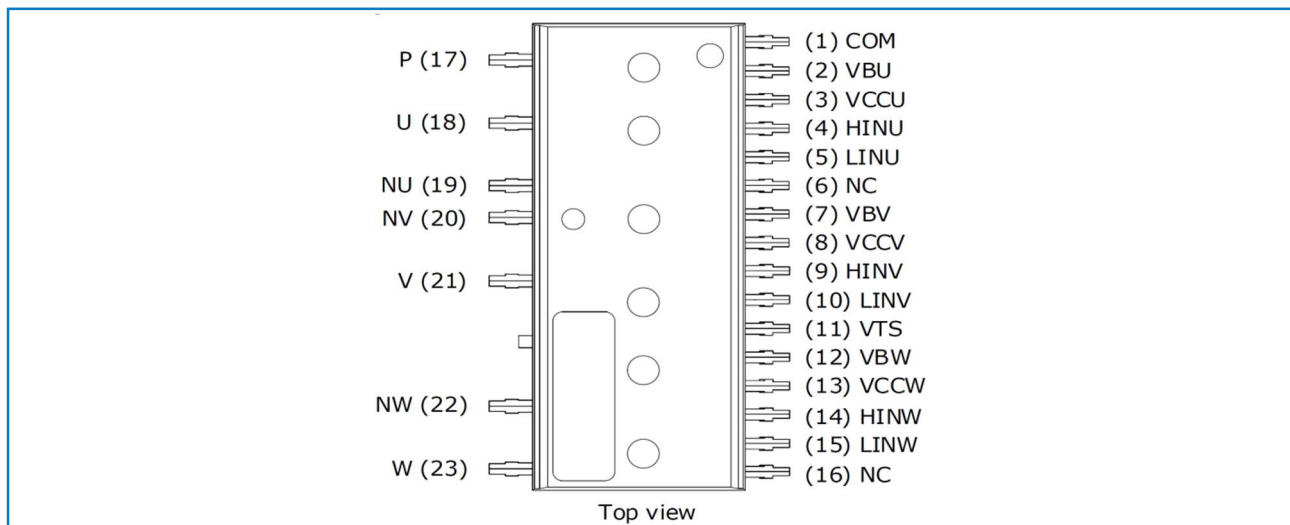 P (17)
U (18)
NU (19)
NV (20)
V (21)
NW (22)
W (23)
(1) COM
(2) VBU
(3) VCCU
(4) HINU
(5) LINU
(6) NC
(7) VBV
(8) VCCV
(9) HINV
(10) LINV
(11) VTS
(12) VBW
(13) VCCW
(14) HINW
(15) LINW
(16) NC
Top view